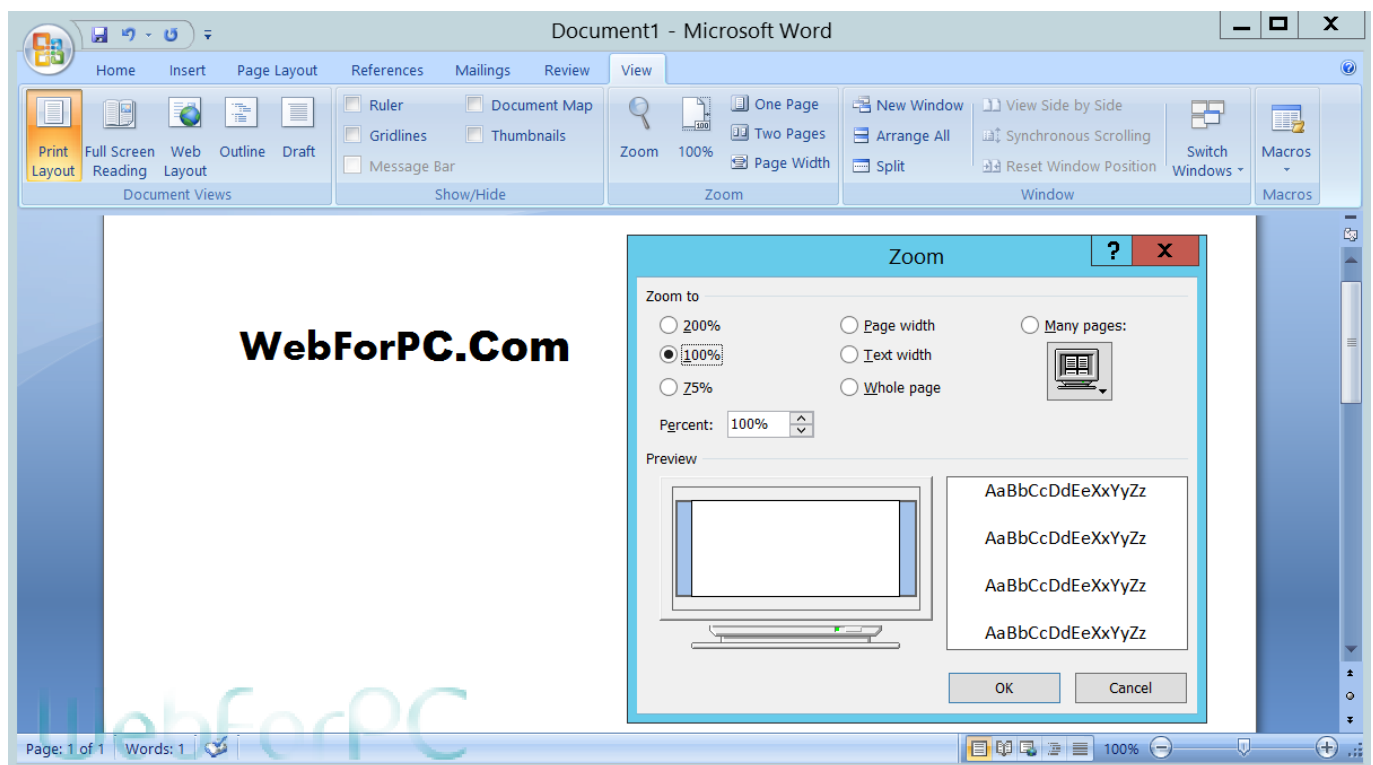 Document1 - Microsoft Word
Home Insert Page Layout References Mailings Review View
Print Layout
Full Screen Reading
Web Layout
Outline
Draft
Document Views
Ruler
Gridlines
Message Bar
Document Map
Thumbnails
Show/Hide
Zoom
100%
One Page
Two Pages
Page Width
Zoom
New Window
Arrange All
Split
View Side by Side
Synchronous Scrolling
Reset Window Position
Switch Windows
Window
Macros
Macros
WebForPC.Com
Zoom
Zoom to
200%
100%
75%
Page width
Text width
Whole page
Many pages:
Percent: 100%
Preview
AaBbCcDdEeXxYyZz
AaBbCcDdEeXxYyZz
AaBbCcDdEeXxYyZz
AaBbCcDdEeXxYyZz
OK Cancel
WebForPC
Page: 1 of 1 Words: 1 100%